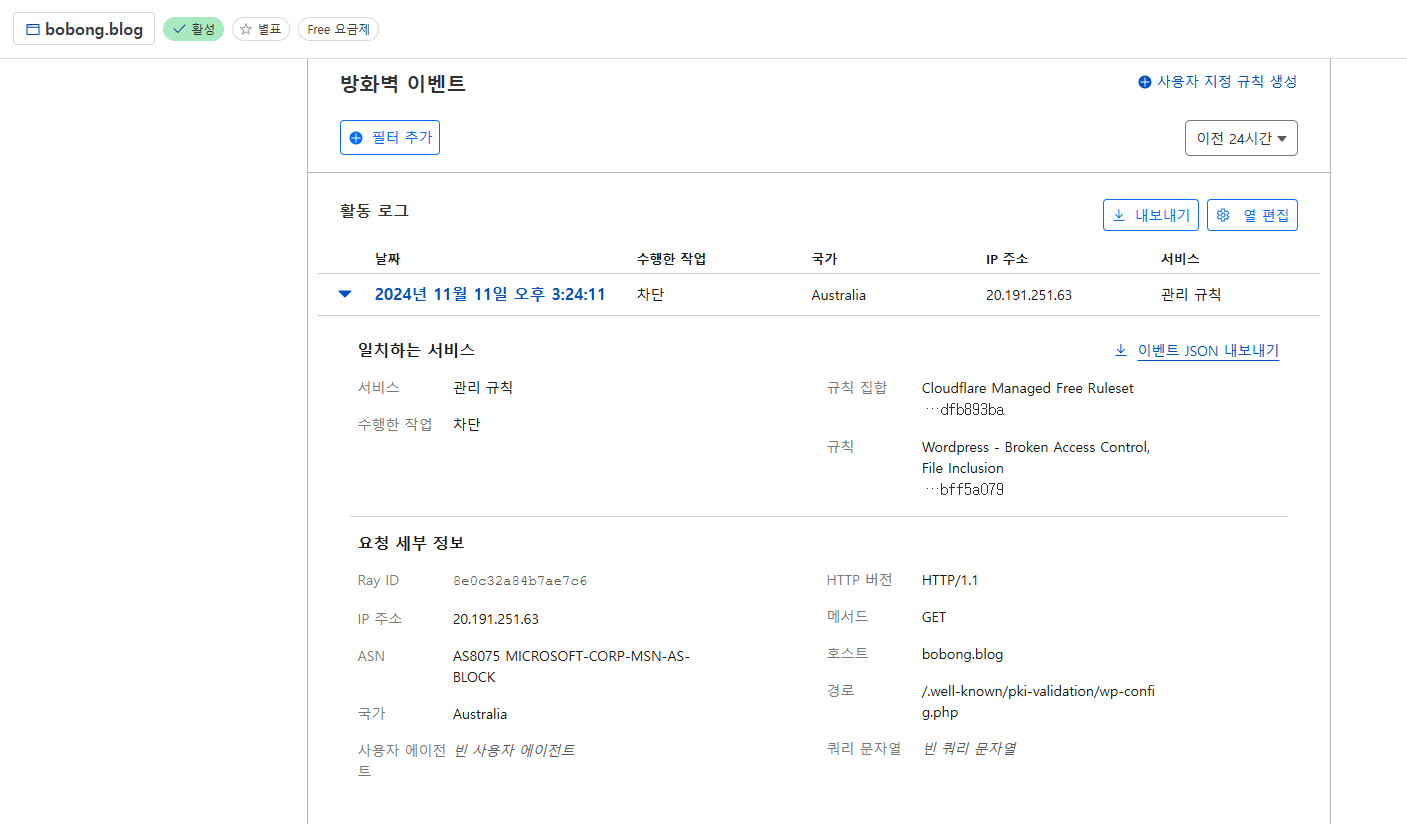 bobong.blog 활성 별표 Free 요금제
방화벽 이벤트 사용자 지정 규칙 생성
필터 추가 이전 24시간
활동 로그 내보내기 열 편집
날짜 수행한 작업 국가 IP 주소 서비스
2024년 11월 11일 오후 3:24:11 차단 Australia 20.191.251.63 관리 규칙
일치하는 서비스 이벤트 JSON 내보내기
서비스 관리 규칙 규칙 집합 Cloudflare Managed Free Ruleset
…dfb893ba
수행한 작업 차단
규칙 Wordpress - Broken Access Control,
File Inclusion
…bff5a079
요청 세부 정보
Ray ID 8e0c32a84b7ae7c6 HTTP 버전 HTTP/1.1
IP 주소 20.191.251.63 메서드 GET
ASN AS8075 MICROSOFT-CORP-MSN-AS-
BLOCK
호스트 bobong.blog
경로 /.well-known/pki-validation/wp-confi
g.php
국가 Australia
사용자 에이전
트
빈 사용자 에이전트
쿼리 문자열 빈 쿼리 문자열